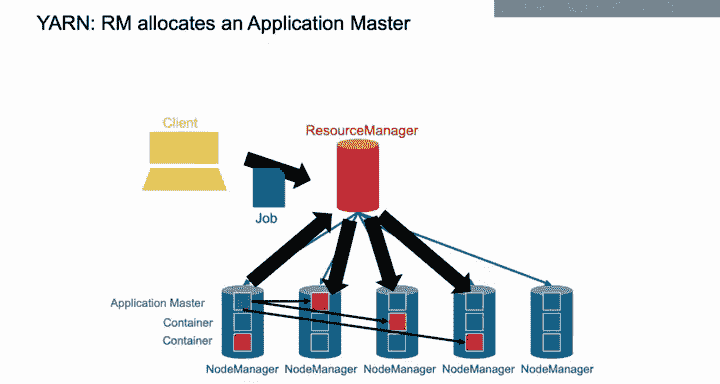 YARN: RM allocates an Application Master
Client
ResourceManager
Job
Application Master
Container
Container
NodeManager NodeManager NodeManager NodeManager NodeManager